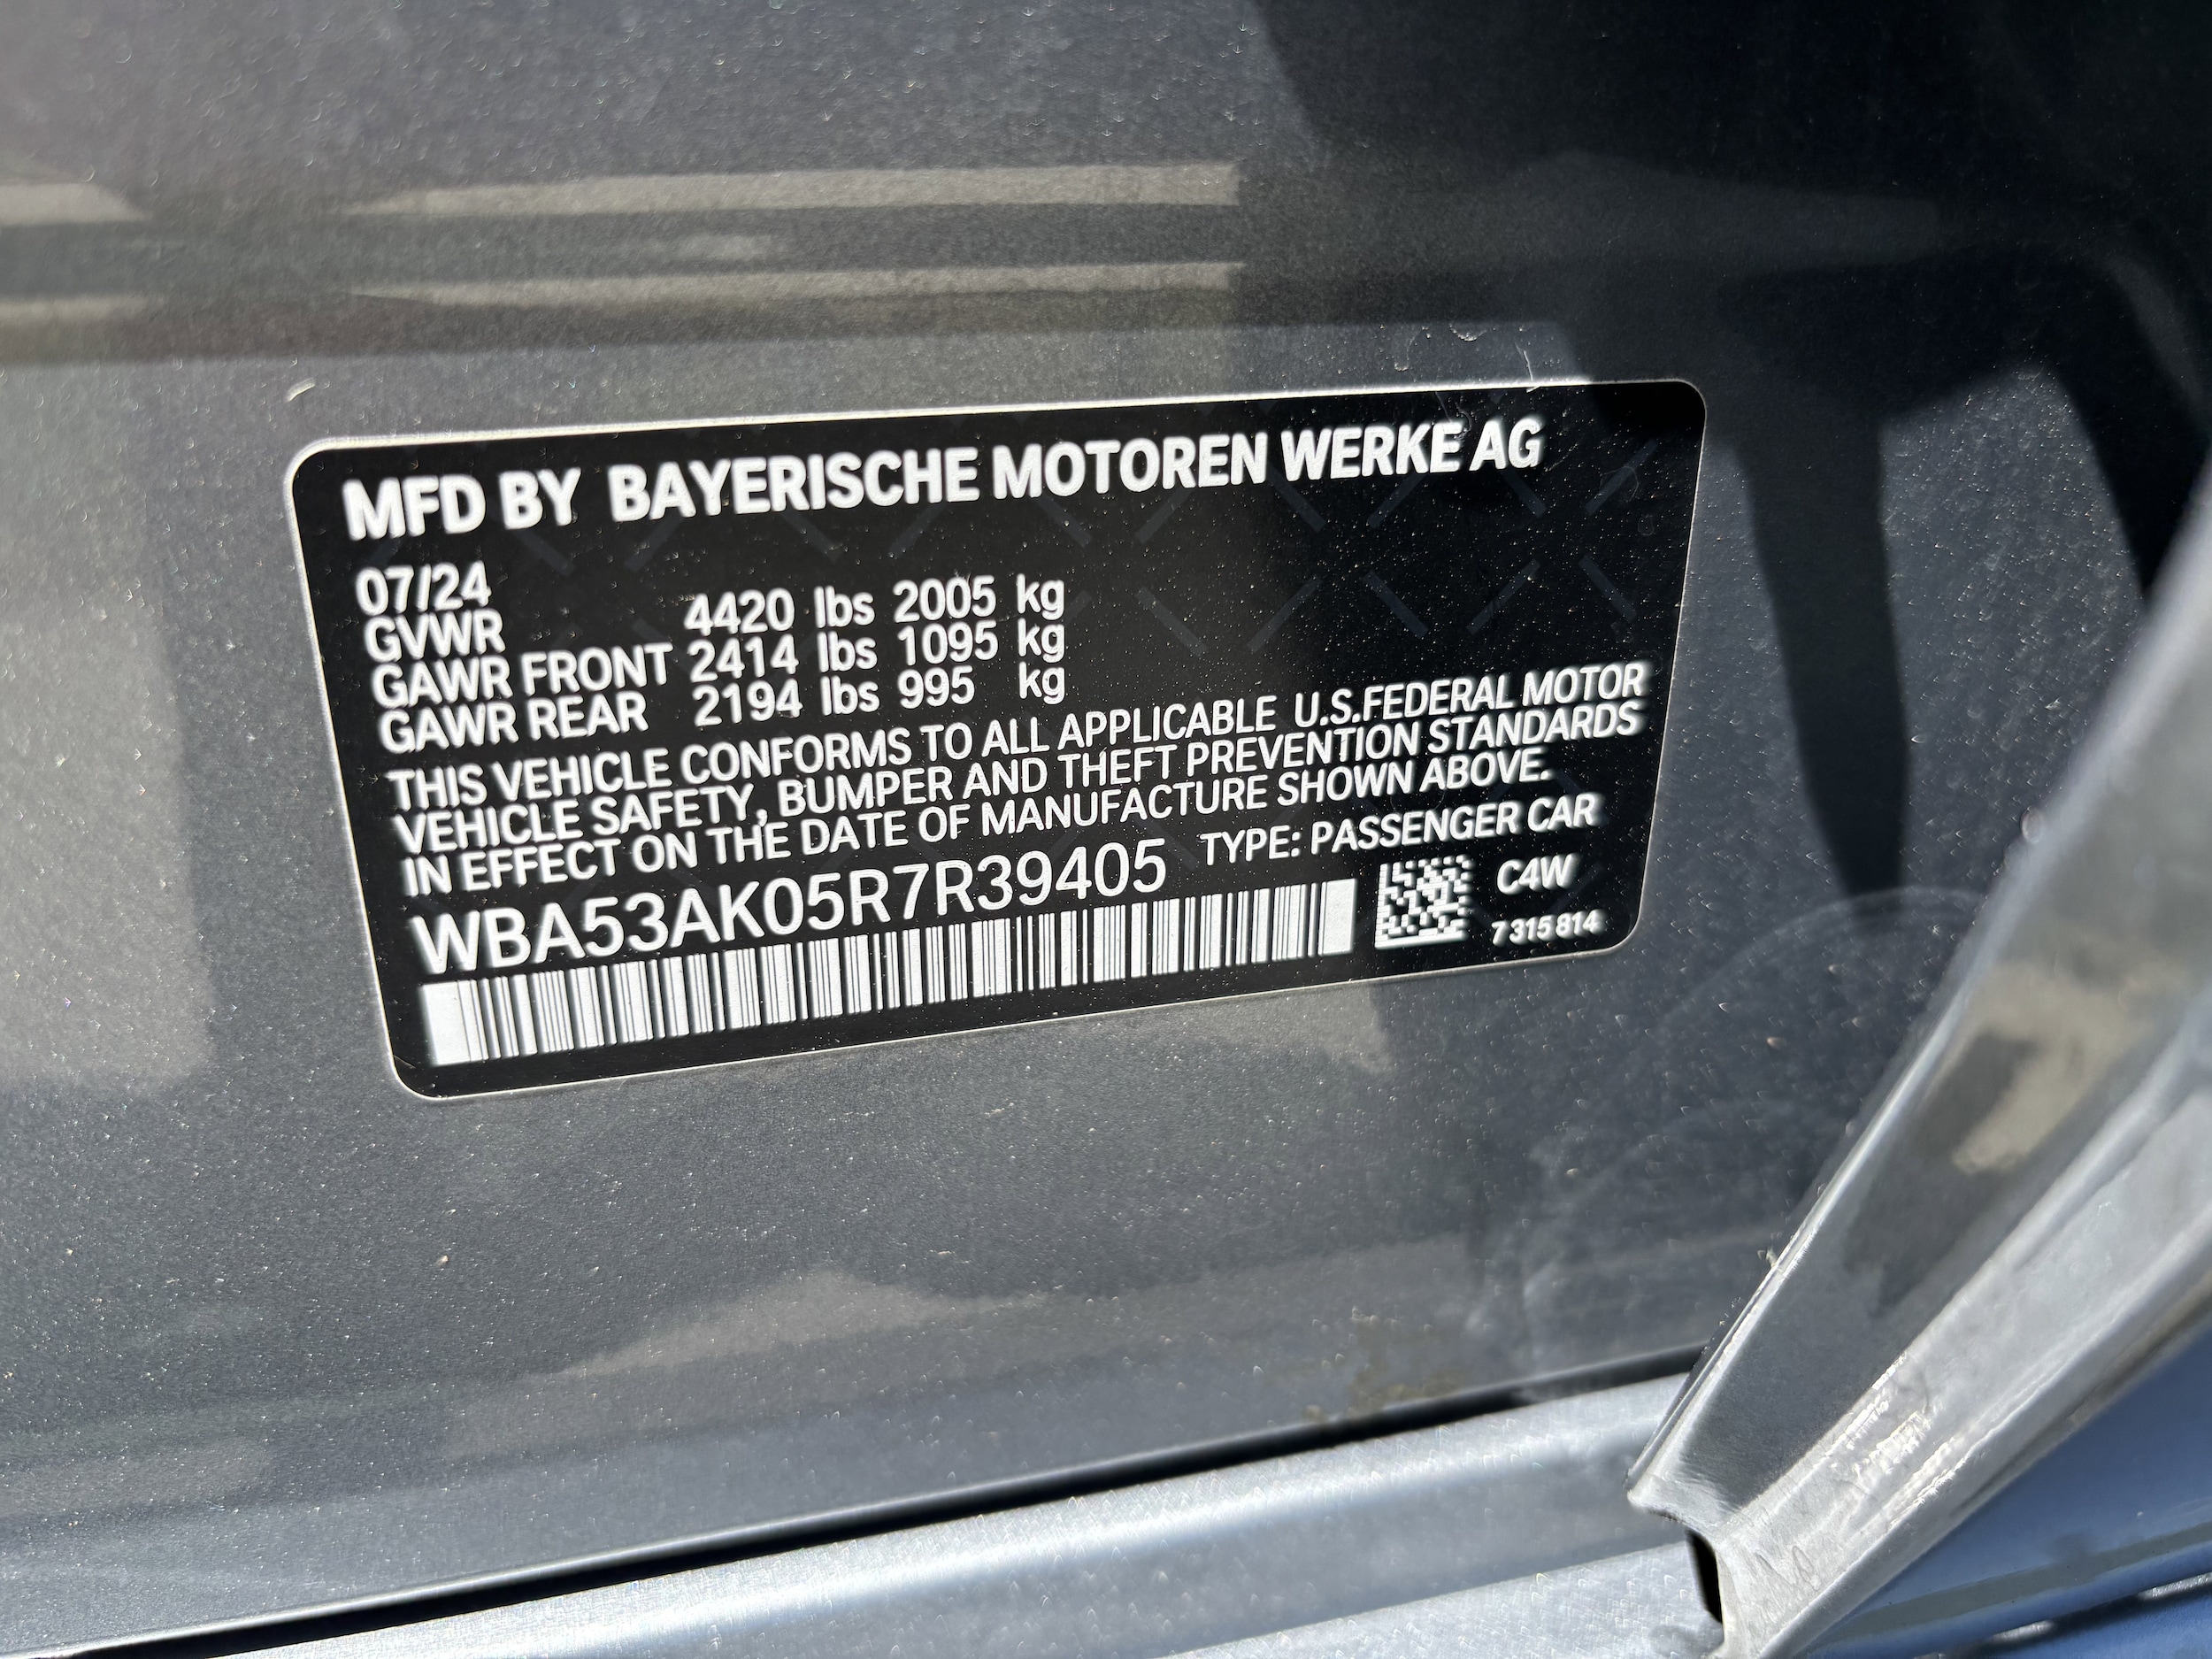 MFD BY BAYERISCHE MOTOREN WERKE AG
07/24
GVWR 4420 lbs 2005 kg
GAWR FRONT 2414 lbs 1095 kg
GAWR REAR 2194 lbs 995 kg
THIS VEHICLE CONFORMS TO ALL APPLICABLE U.S.FEDERAL MOTOR
VEHICLE SAFETY, BUMPER AND THEFT PREVENTION STANDARDS
IN EFFECT ON THE DATE OF MANUFACTURE SHOWN ABOVE.
WBA53AK05R7R39405 TYPE: PASSENGER CAR
C4W
7 315 814